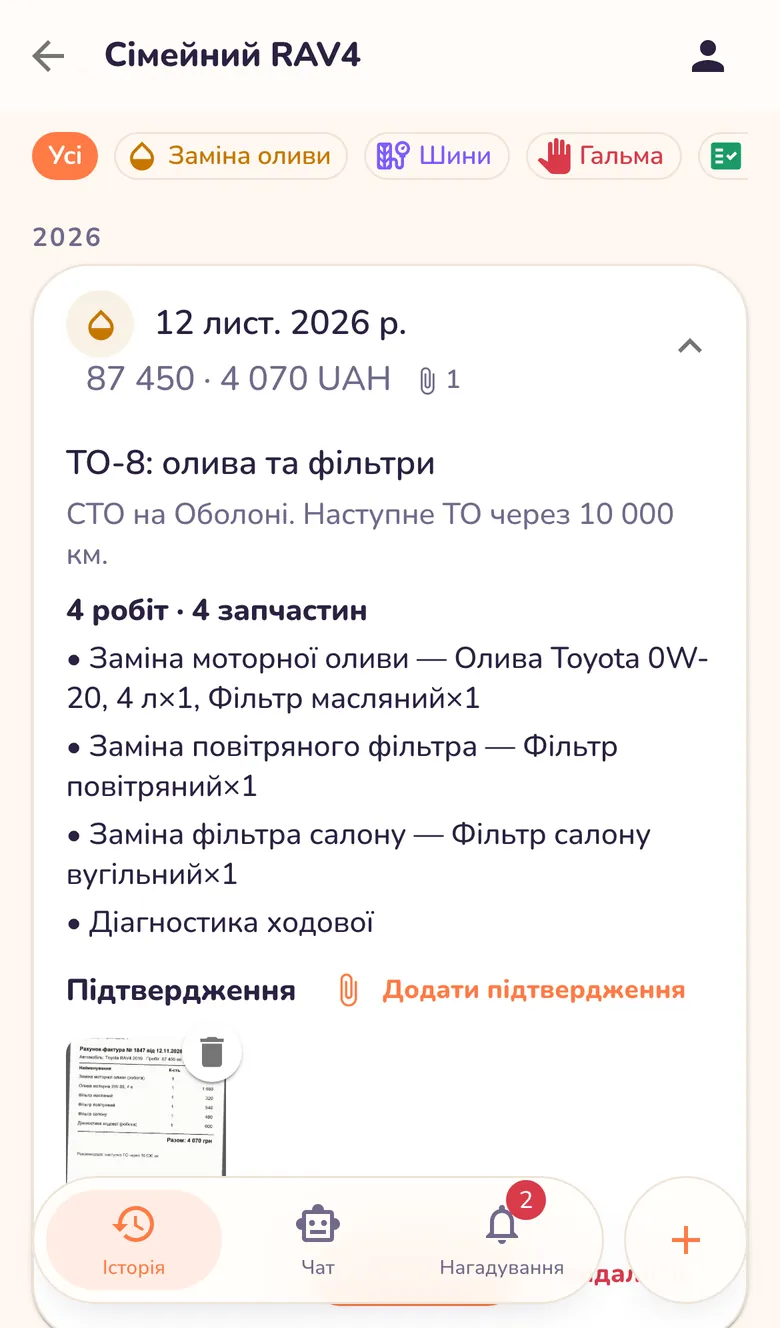 Сімейний RAV4
Усі
Заміна оливи
Шини
Гальма
2026
12 лист. 2026 р.
87 450 · 4 070 UAH 1
ТО-8: олива та фільтри
СТО на Оболоні. Наступне ТО через 10 000
км.
4 робіт · 4 запчастин
• Заміна моторної оливи — Олива Toyota 0W-
20, 4 л×1, Фільтр масляний×1
• Заміна повітряного фільтра — Фільтр
повітряний×1
• Заміна фільтра салону — Фільтр салону
вугільний×1
• Діагностика ходової
Підтвердження
Додати підтвердження
Рахунок-фактура № 1847 від 12.11.2026
Разом: 4 070 грн
2
Історія
Чат
Нагадування